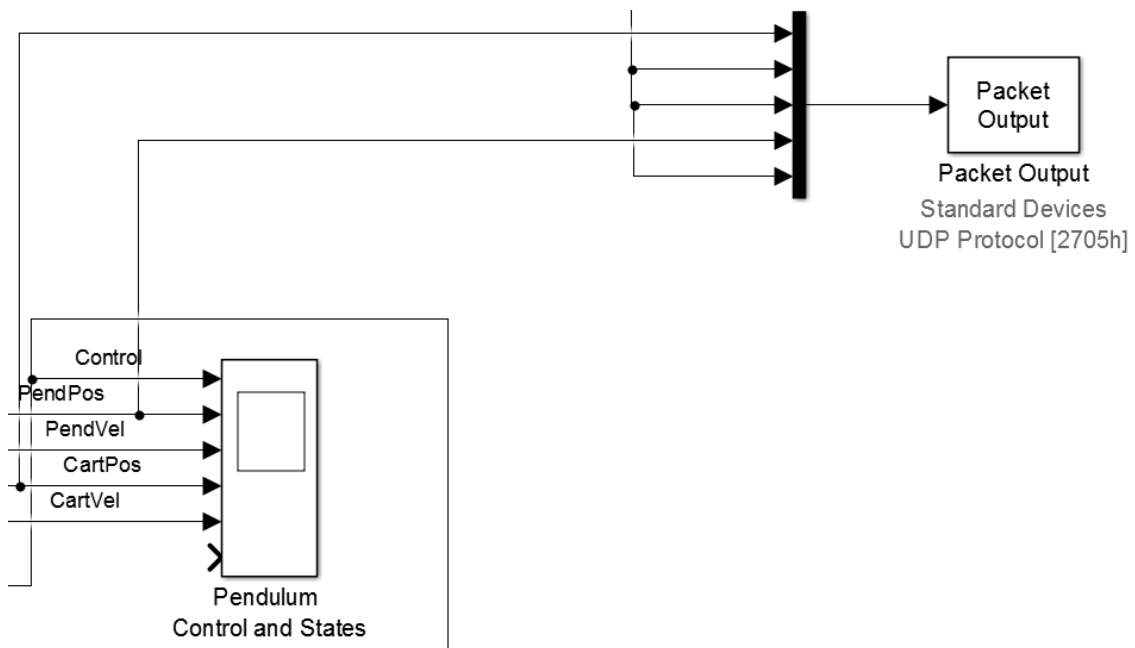 Packet
Output
Packet Output
Standard Devices
UDP Protocol [2705h]
Control
PendPos
PendVel
CartPos
CartVel
Pendulum
Control and States